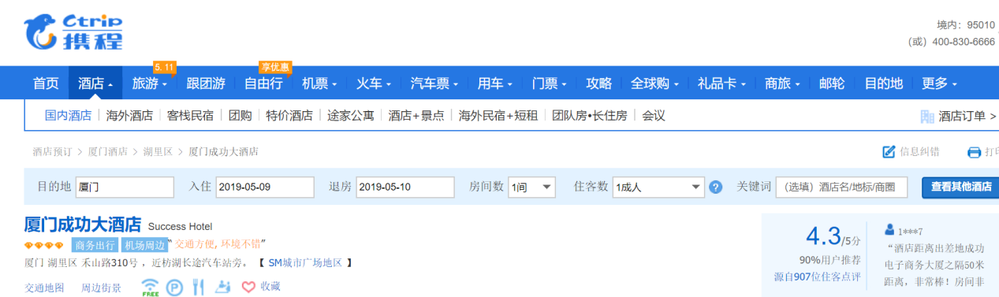 Ctrip
携程
境内：95010
（或）400-830-6666
5.11
享优惠
首页 酒店 旅游 跟团游 自由行 机票 火车 汽车票 用车 门票 攻略 全球购 礼品卡 商旅 邮轮 目的地 更多
国内酒店 | 海外酒店 | 客栈民宿 | 团购 | 特价酒店 | 途家公寓 | 酒店+景点 | 海外民宿+短租 | 团队房•长住房 | 会议 酒店订单 >
酒店预订 > 厦门酒店 > 湖里区 > 厦门成功大酒店 信息纠错
目的地 厦门 入住 2019-05-09 退房 2019-05-10 房间数 1间 住客数 1成人 ? 关键词 （选填）酒店名/地标/商圈 查看其他酒店
厦门成功大酒店 Success Hotel
商务出行 机场周边 “交通方便, 环境不错”
厦门 湖里区 禾山路310号 ，近枋湖长途汽车站旁。 【 SM城市广场地区 】
交通地图 周边街景 FREE P 收藏
4.3/5分
90%用户推荐
源自907位住客点评
1***7
“酒店距离出差地成功
电子商务大厦之隔50米
距离，非常棒！房间非